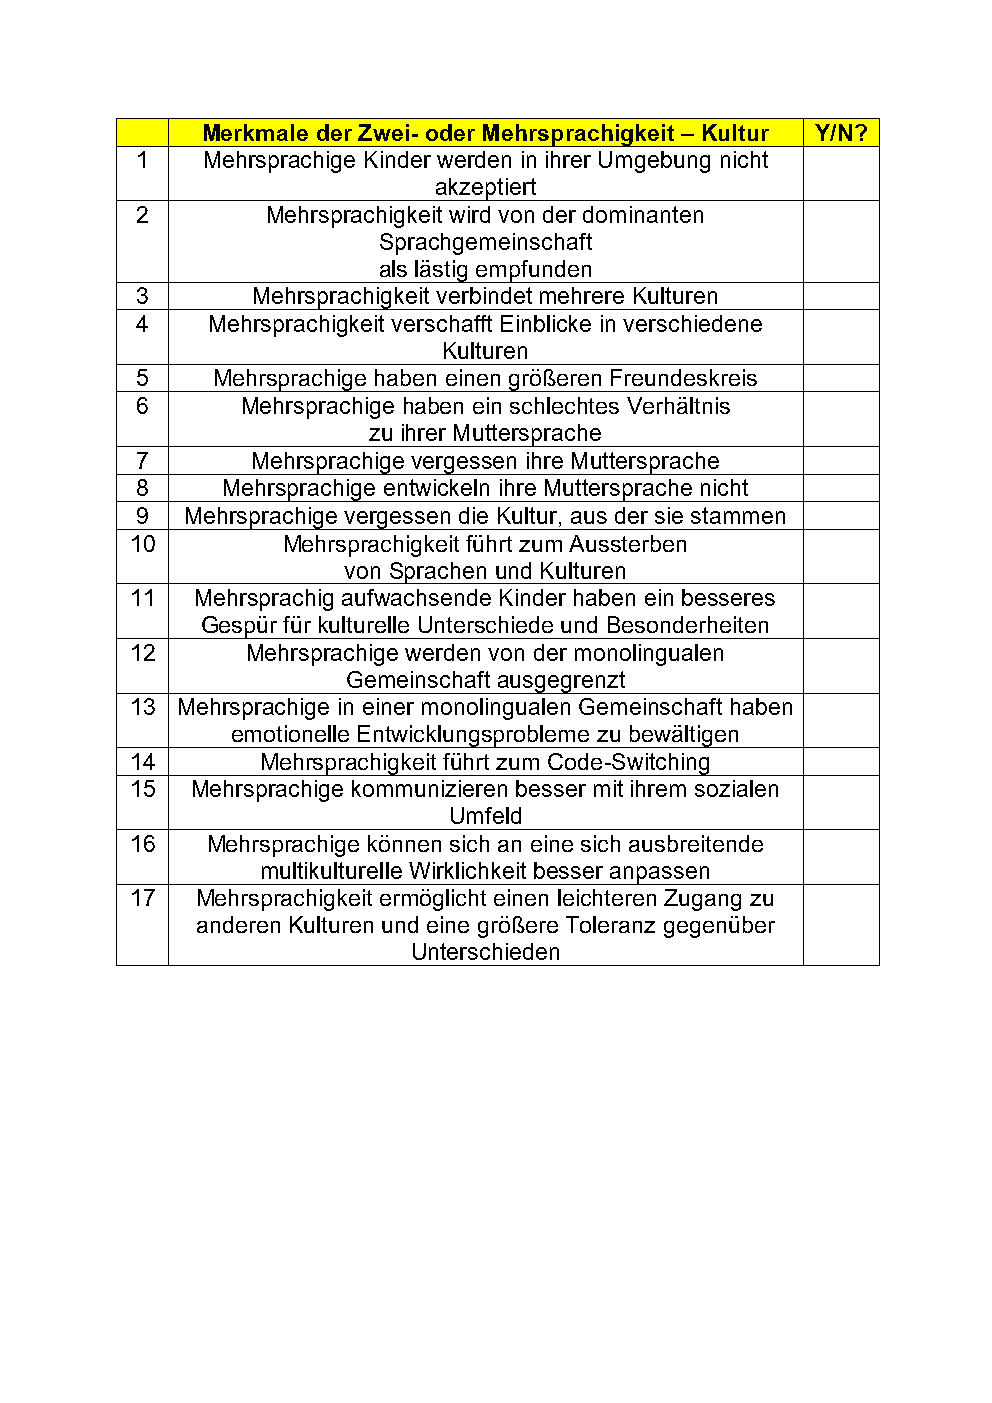 Merkmale der Zwei- oder Mehrsprachigkeit – Kultur Y/N?
1 Mehrsprachige Kinder werden in ihrer Umgebung nicht
akzeptiert
2 Mehrsprachigkeit wird von der dominanten
Sprachgemeinschaft
als lästig empfunden
3 Mehrsprachigkeit verbindet mehrere Kulturen
4 Mehrsprachigkeit verschafft Einblicke in verschiedene
Kulturen
5 Mehrsprachige haben einen größeren Freundeskreis
6 Mehrsprachige haben ein schlechtes Verhältnis
zu ihrer Muttersprache
7 Mehrsprachige vergessen ihre Muttersprache
8 Mehrsprachige entwickeln ihre Muttersprache nicht
9 Mehrsprachige vergessen die Kultur, aus der sie stammen
10 Mehrsprachigkeit führt zum Aussterben
von Sprachen und Kulturen
11 Mehrsprachig aufwachsende Kinder haben ein besseres
Gespür für kulturelle Unterschiede und Besonderheiten
12 Mehrsprachige werden von der monolingualen
Gemeinschaft ausgegrenzt
13 Mehrsprachige in einer monolingualen Gemeinschaft haben
emotionelle Entwicklungsprobleme zu bewältigen
14 Mehrsprachigkeit führt zum Code-Switching
15 Mehrsprachige kommunizieren besser mit ihrem sozialen
Umfeld
16 Mehrsprachige können sich an eine sich ausbreitende
multikulturelle Wirklichkeit besser anpassen
17 Mehrsprachigkeit ermöglicht einen leichteren Zugang zu
anderen Kulturen und eine größere Toleranz gegenüber
Unterschieden